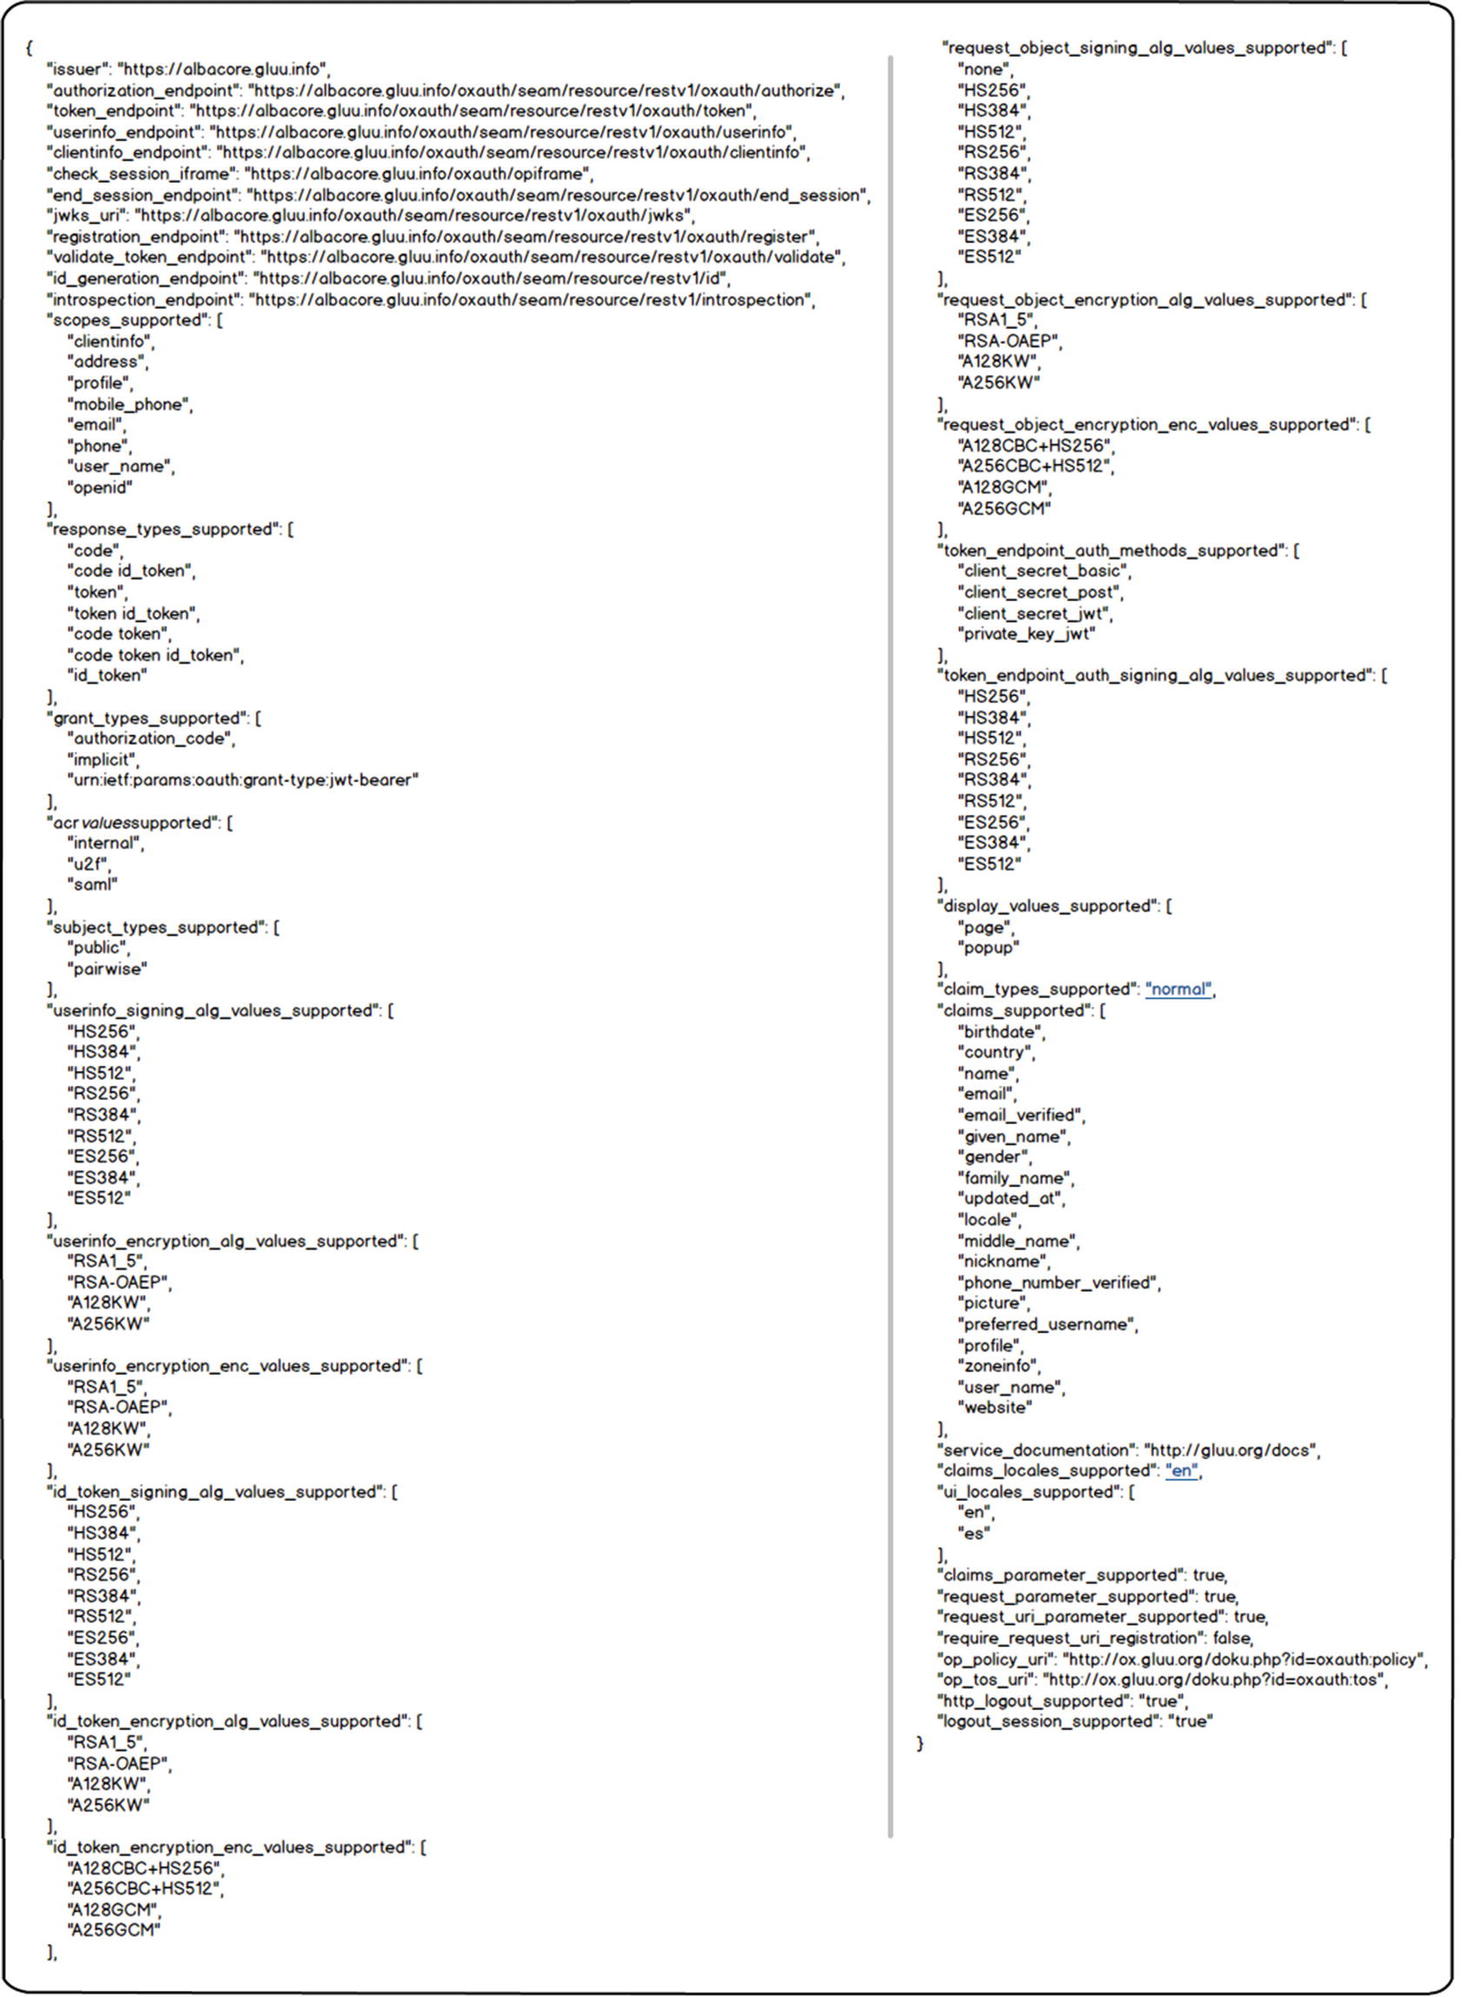 {
"issuer": "https://albacore.gluu.info",
"authorization_endpoint": "https://albacore.gluu.info/oxauth/seam/resource/restv1/oxauth/authorize",
"token_endpoint": "https://albacore.gluu.info/oxauth/seam/resource/restv1/oxauth/token",
"userinfo_endpoint": "https://albacore.gluu.info/oxauth/seam/resource/restv1/oxauth/userinfo",
"clientinfo_endpoint": "https://albacore.gluu.info/oxauth/seam/resource/restv1/oxauth/clientinfo",
"check_session_iframe": "https://albacore.gluu.info/oxauth/opiframe",
"end_session_endpoint": "https://albacore.gluu.info/oxauth/seam/resource/restv1/oxauth/end_session",
"jwks_uri": "https://albacore.gluu.info/oxauth/seam/resource/restv1/oxauth/jwks",
"registration_endpoint": "https://albacore.gluu.info/oxauth/seam/resource/restv1/oxauth/register",
"validate_token_endpoint": "https://albacore.gluu.info/oxauth/seam/resource/restv1/oxauth/validate",
"id_generation_endpoint": "https://albacore.gluu.info/oxauth/seam/resource/restv1/id",
"introspection_endpoint": "https://albacore.gluu.info/oxauth/seam/resource/restv1/introspection",
"scopes_supported": [
"clientinfo",
"address",
"profile",
"mobile_phone",
"email",
"phone",
"user_name",
"openid"
],
"response_types_supported": [
"code",
"code id_token",
"token",
"token id_token",
"code token",
"code token id_token",
"id_token"
],
"grant_types_supported": [
"authorization_code",
"implicit",
"urn:ietf:params:oauth:grant-type:jwt-bearer"
],
"acrvaluessupported": [
"internal",
"u2f",
"saml"
],
"subject_types_supported": [
"public",
"pairwise"
],
"userinfo_signing_alg_values_supported": [
"HS256",
"HS384",
"HS512",
"RS256",
"RS384",
"RS512",
"ES256",
"ES384",
"ES512"
],
"userinfo_encryption_alg_values_supported": [
"RSA1_5",
"RSA-OAEP",
"A128KW",
"A256KW"
],
"userinfo_encryption_enc_values_supported": [
"RSA1_5",
"RSA-OAEP",
"A128KW",
"A256KW"
],
"id_token_signing_alg_values_supported": [
"HS256",
"HS384",
"HS512",
"RS256",
"RS384",
"RS512",
"ES256",
"ES384",
"ES512"
],
"id_token_encryption_alg_values_supported": [
"RSA1_5",
"RSA-OAEP",
"A128KW",
"A256KW"
],
"id_token_encryption_enc_values_supported": [
"A128CBC+HS256",
"A256CBC+HS512",
"A128GCM",
"A256GCM"
],
"request_object_signing_alg_values_supported": [
"none",
"HS256",
"HS384",
"HS512",
"RS256",
"RS384",
"RS512",
"ES256",
"ES384",
"ES512"
],
"request_object_encryption_alg_values_supported": [
"RSA1_5",
"RSA-OAEP",
"A128KW",
"A256KW"
],
"request_object_encryption_enc_values_supported": [
"A128CBC+HS256",
"A256CBC+HS512",
"A128GCM",
"A256GCM"
],
"token_endpoint_auth_methods_supported": [
"client_secret_basic",
"client_secret_post",
"client_secret_jwt",
"private_key_jwt"
],
"token_endpoint_auth_signing_alg_values_supported": [
"HS256",
"HS384",
"HS512",
"RS256",
"RS384",
"RS512",
"ES256",
"ES384",
"ES512"
],
"display_values_supported": [
"page",
"popup"
],
"claim_types_supported": "normal",
"claims_supported": [
"birthdate",
"country",
"name",
"email",
"email_verified",
"given_name",
"gender",
"family_name",
"updated_at",
"locale",
"middle_name",
"nickname",
"phone_number_verified",
"picture",
"preferred_username",
"profile",
"zoneinfo",
"user_name",
"website"
],
"service_documentation": "http://gluu.org/docs",
"claims_locales_supported": "en",
"ui_locales_supported": [
"en",
"es"
],
"claims_parameter_supported": true,
"request_parameter_supported": true,
"request_uri_parameter_supported": true,
"require_request_uri_registration": false,
"op_policy_uri": "http://ox.gluu.org/doku.php?id=oxauth:policy",
"op_tos_uri": "http://ox.gluu.org/doku.php?id=oxauth:tos",
"http_logout_supported": "true",
"logout_session_supported": "true"
}